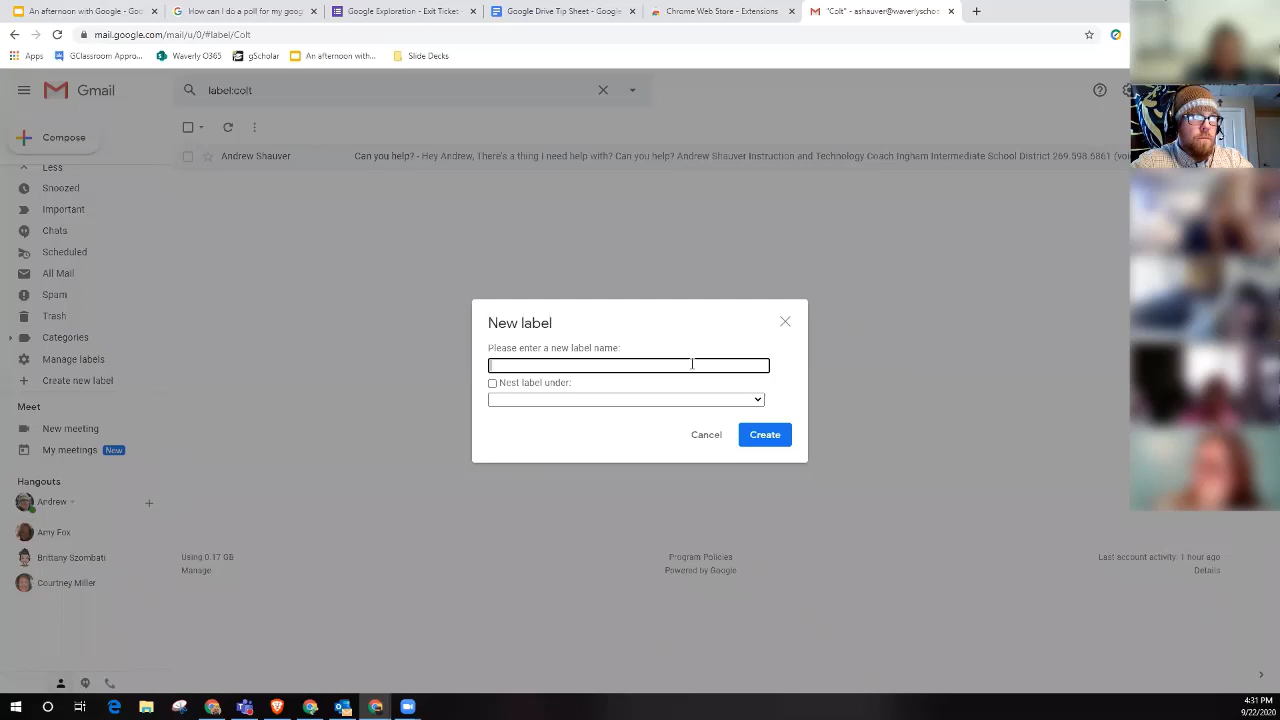 An afternoon with Google - Goo
How can I do a poll for my goog
Google Exploration - Exit Ticket
Google Drive Tip Sheet - Google
Chrome Web Store - Extensions
"Colt" - ashauver@waverlyscho
mail.google.com/mail/u/0/#label/Colt
Apps
GClassroom Appro...
Waverly O365
gScholar
An afternoon with...
Slide Decks
Gmail
label:colt
Compose
Andrew Shauver
Can you help? - Hey Andrew, There's a thing I need help with? Can you help? Andrew Shauver Instruction and Technology Coach Ingham Intermediate School District 269.598.6861 (voi
Less
Snoozed
Important
Chats
Scheduled
All Mail
Spam
Trash
Categories
Manage labels
Create new label
Meet
New meeting
My meetings New
Hangouts
Andrew
Amy Fox
Brittany Szombati
Courtney Miller
New label
Please enter a new label name:
Nest label under:
Cancel
Create
Using 0.17 GB
Manage
Program Policies
Powered by Google
Last account activity: 1 hour ago
Details
4:31 PM
9/22/2020